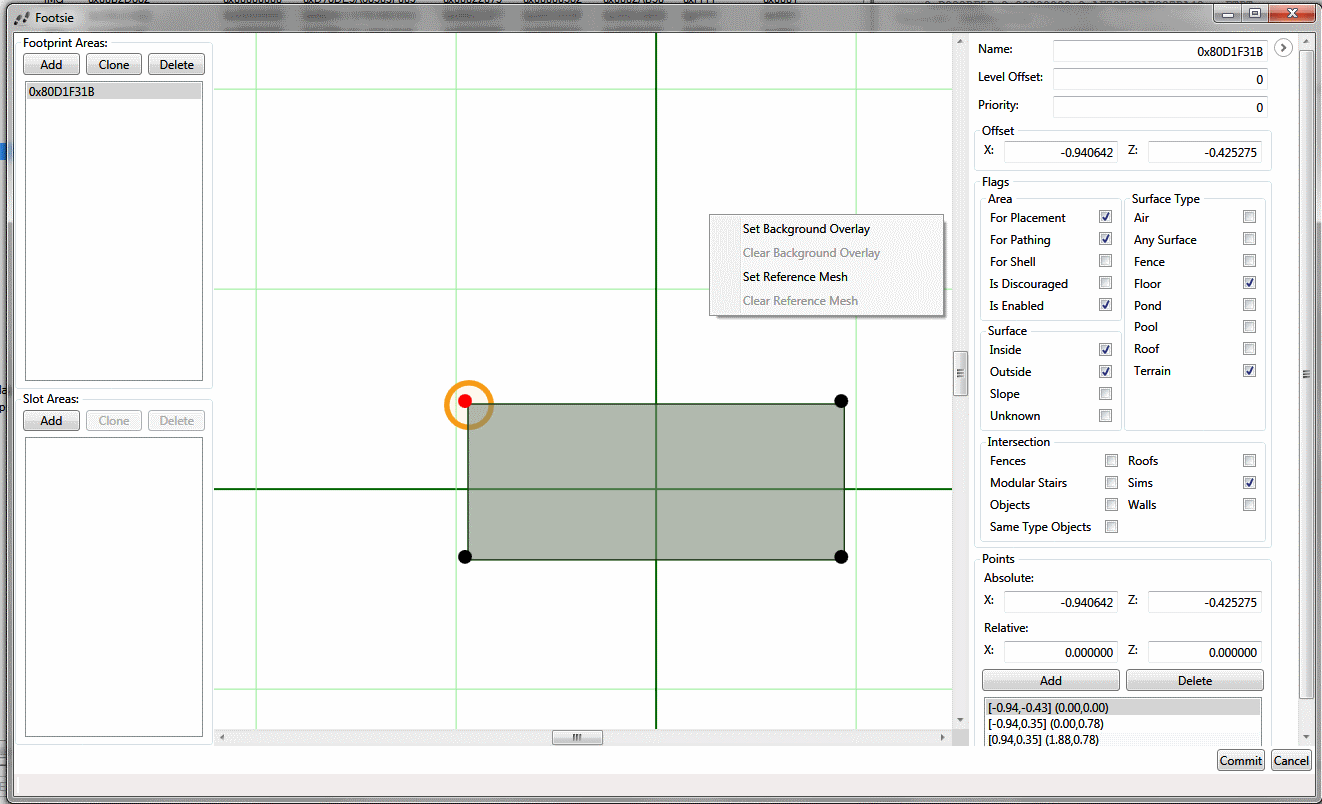 Footsie
Footprint Areas:
Add Clone Delete
0x80D1F31B
Slot Areas:
Add Clone Delete
Set Background Overlay
Clear Background Overlay
Set Reference Mesh
Clear Reference Mesh
Name: 0x80D1F31B
Level Offset: 0
Priority: 0
Offset
X: -0.940642 Z: -0.425275
Flags
Area
For Placement
For Pathing
For Shell
Is Discouraged
Is Enabled
Surface Type
Air
Any Surface
Fence
Floor
Pond
Pool
Roof
Terrain
Surface
Inside
Outside
Slope
Unknown
Intersection
Fences Roofs
Modular Stairs Sims
Objects Walls
Same Type Objects
Points
Absolute:
X: -0.940642 Z: -0.425275
Relative:
X: 0.000000 Z: 0.000000
Add Delete
[-0.94,-0.43] (0.00,0.00)
[-0.94,0.35] (0.00,0.78)
[0.94,0.35] (1.88,0.78)
Commit Cancel